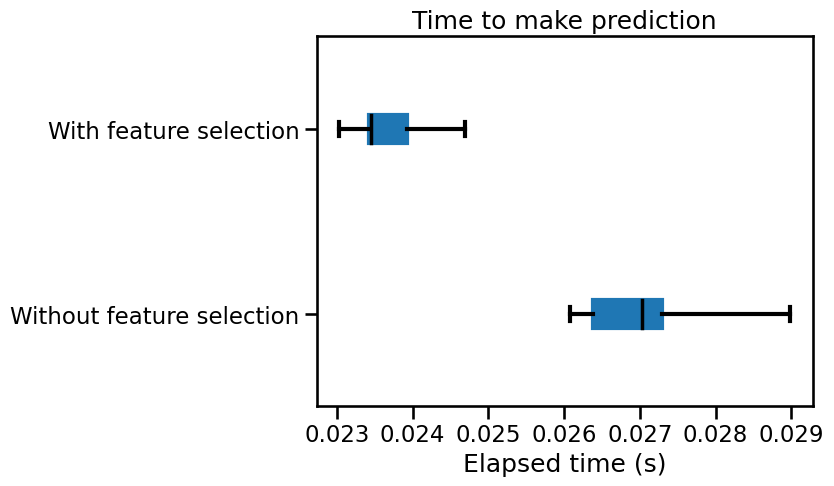 Time to make prediction
With feature selection
Without feature selection
0.023 0.024 0.025 0.026 0.027 0.028 0.029
Elapsed time (s)